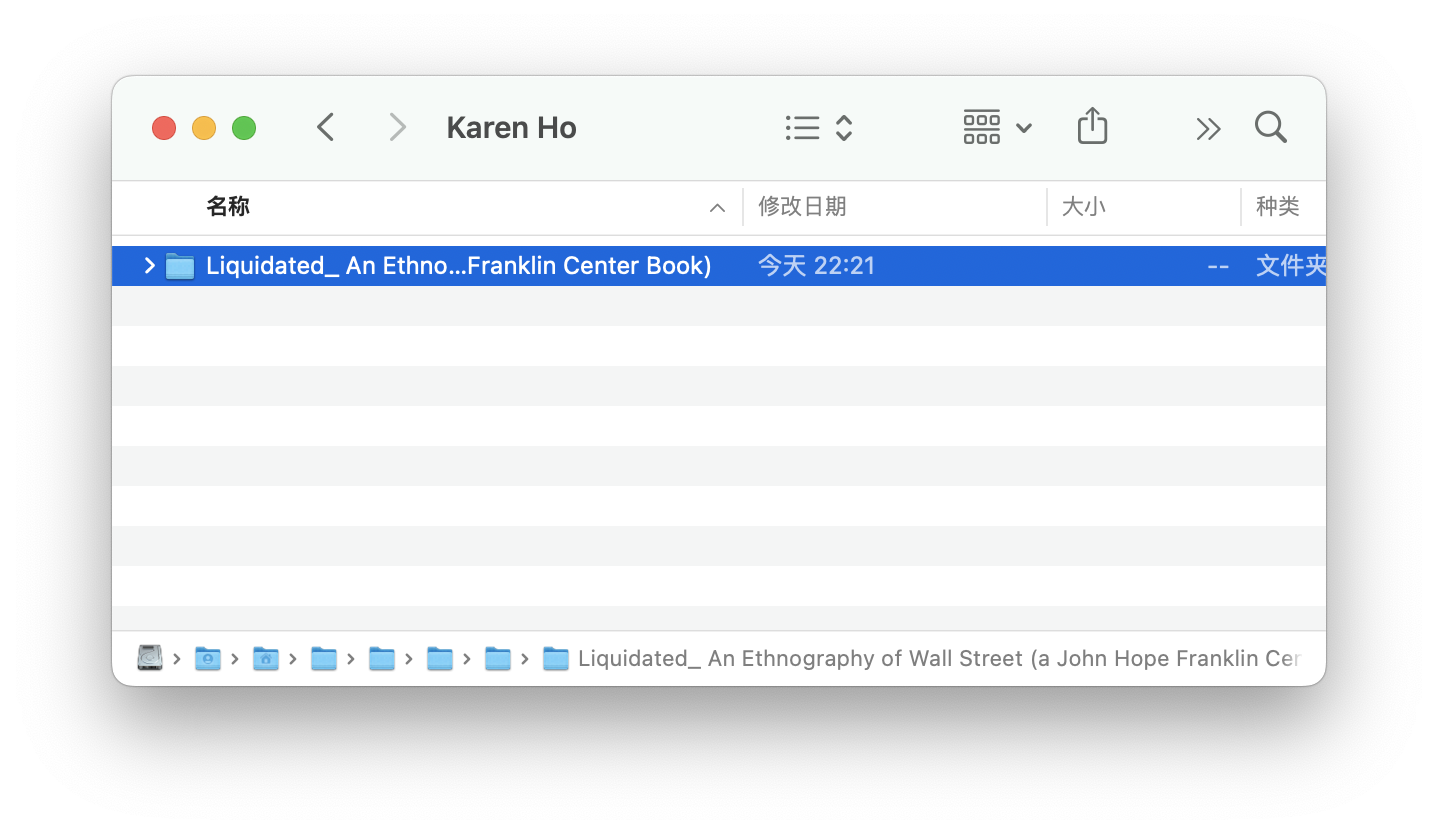 Karen Ho
名称 修改日期 大小 种类
Liquidated_ An Ethno...Franklin Center Book) 今天 22:21 -- 文件夹
Liquidated_ An Ethnography of Wall Street (a John Hope Franklin Cer